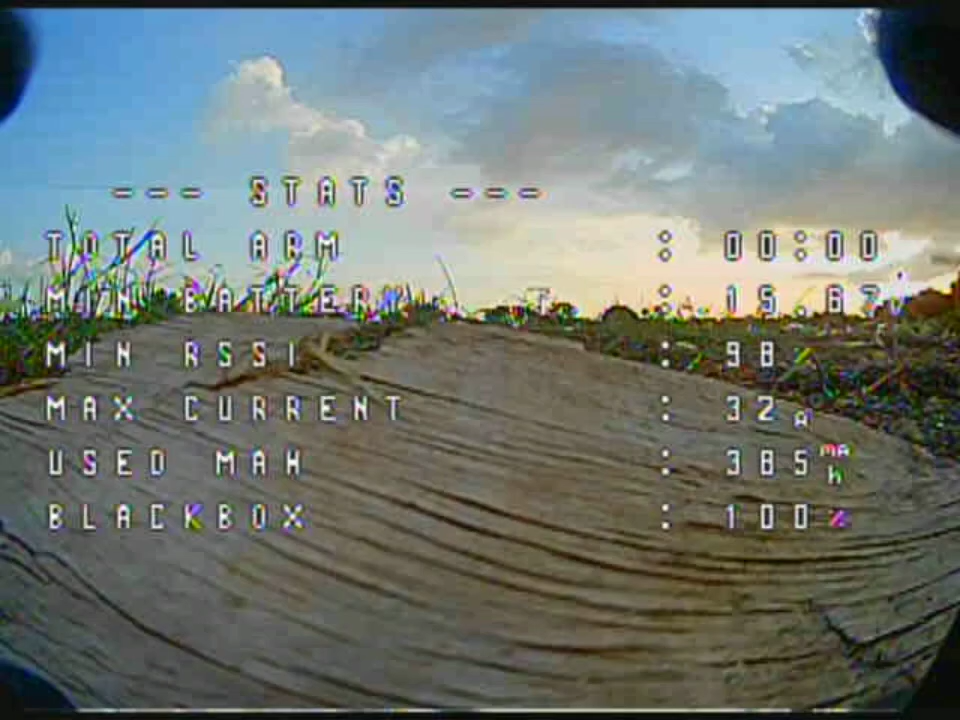 --- STATS ---
TOTAL ARM : 00:00
MIN BATTERY : 15.67V
MIN RSSI : 98%
MAX CURRENT : 32A
USED MAH : 385mAh
BLACKBOX : 100%